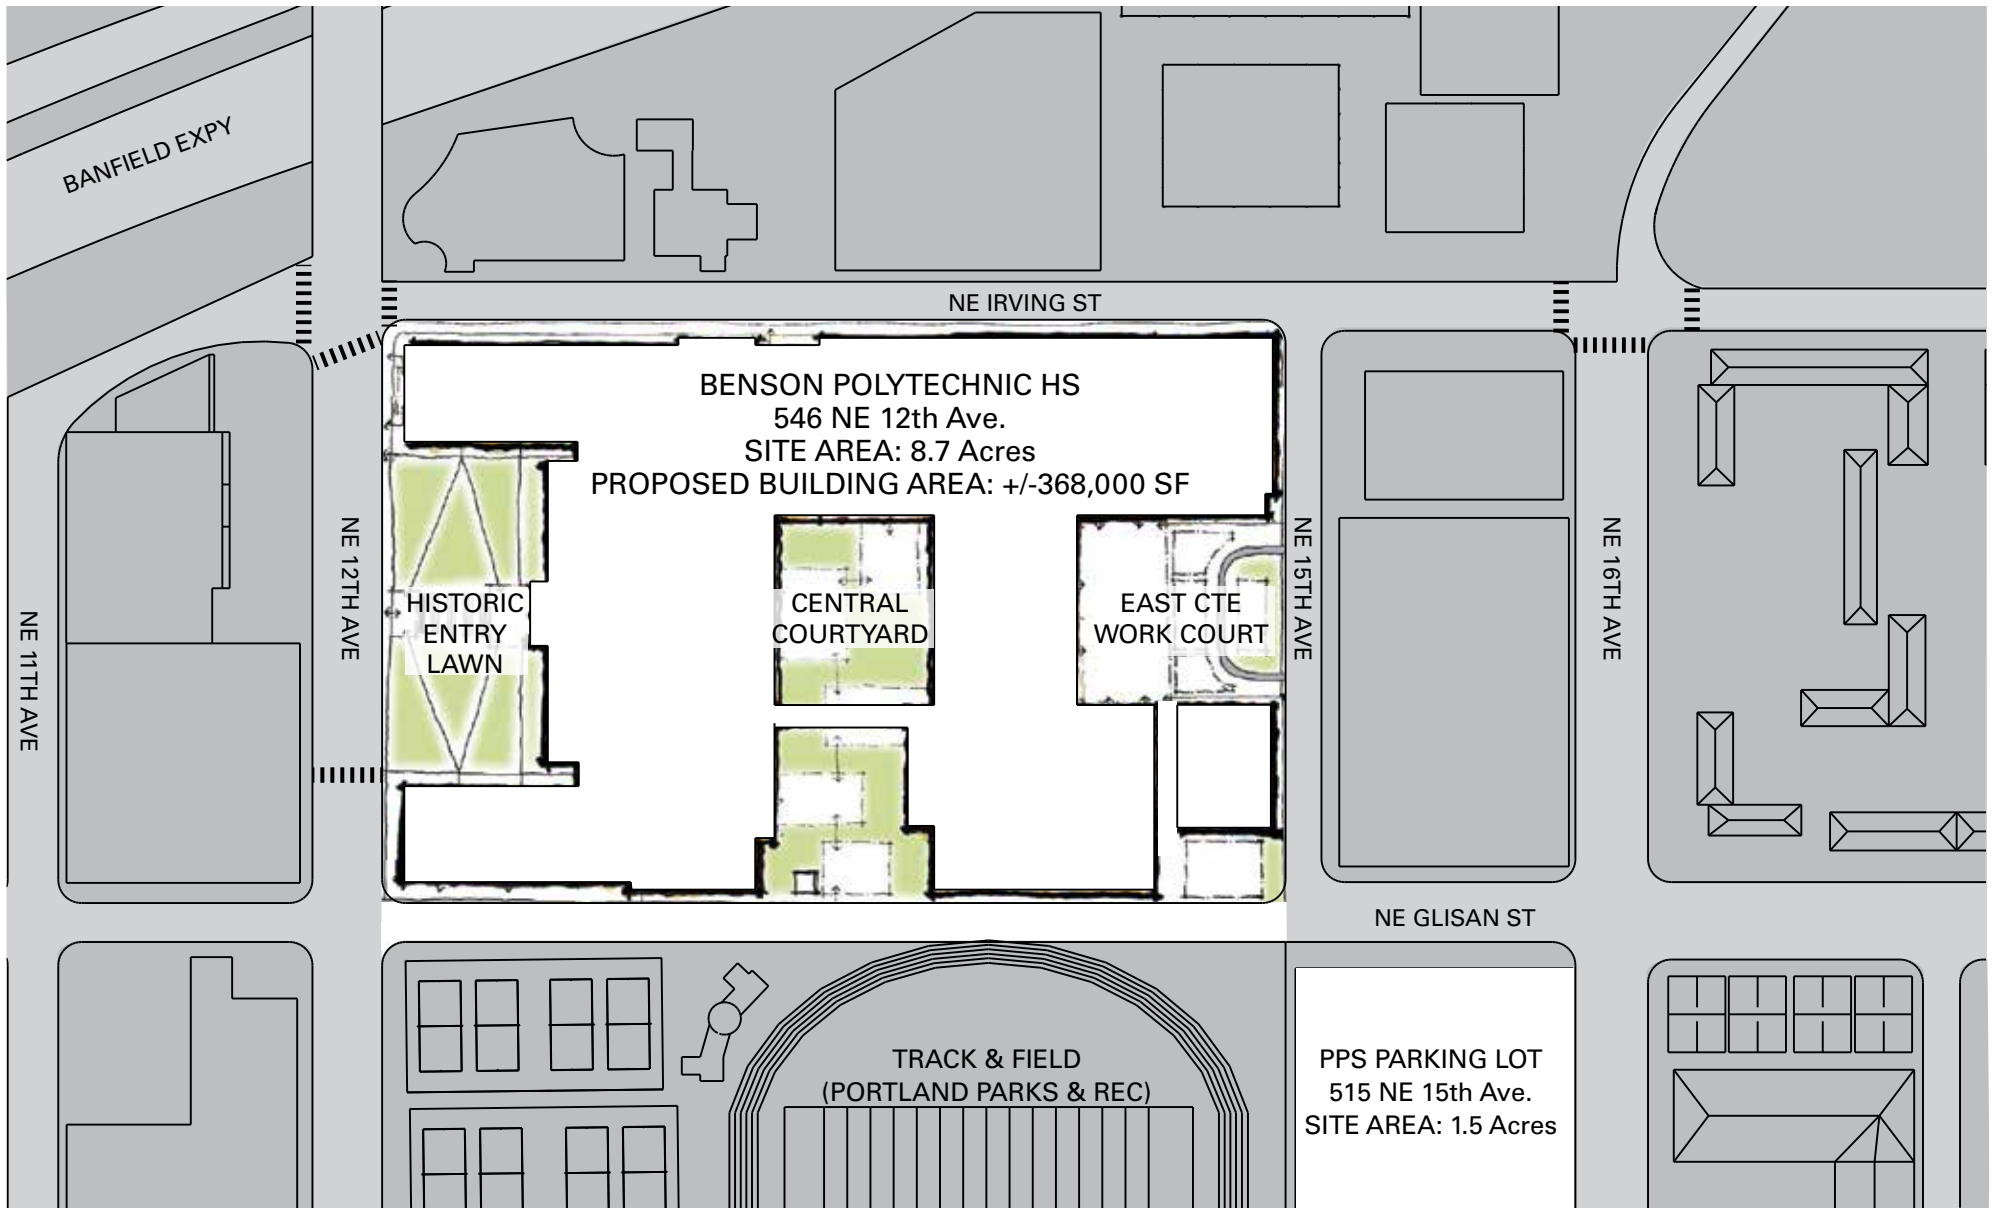 BANFIELD EXPY
NE IRVING ST
BENSON POLYTECHNIC HS
546 NE 12th Ave.
SITE AREA: 8.7 Acres
PROPOSED BUILDING AREA: +/-368,000 SF
NE 11TH AVE
NE 12TH AVE
HISTORIC
ENTRY
LAWN
CENTRAL
COURTYARD
EAST CTE
WORK COURT
NE 15TH AVE
NE 16TH AVE
NE GLISAN ST
TRACK & FIELD
(PORTLAND PARKS & REC)
PPS PARKING LOT
515 NE 15th Ave.
SITE AREA: 1.5 Acres